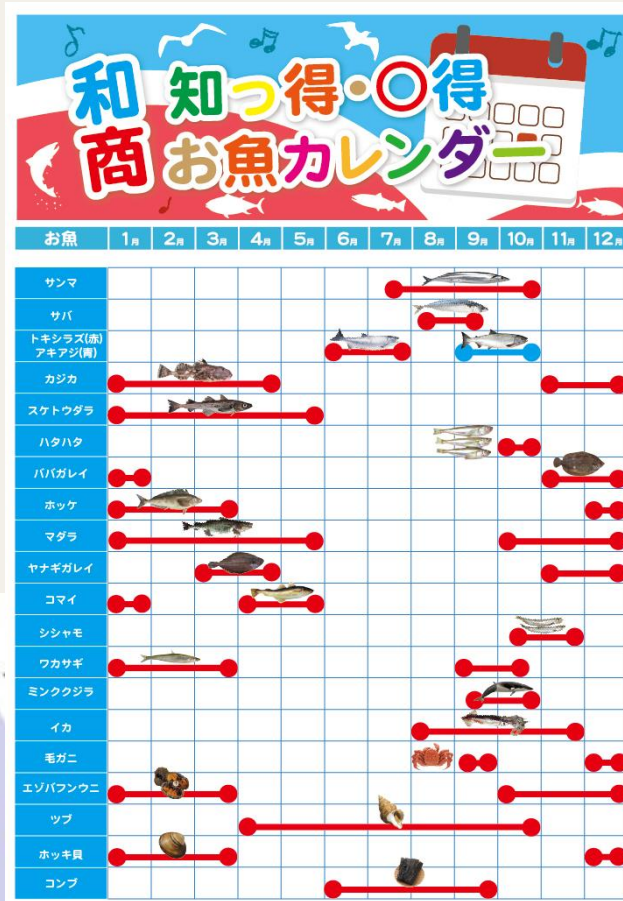 和商
知っ得・〇得
お魚カレンダー
お魚 1月 2月 3月 4月 5月 6月 7月 8月 9月 10月 11月 12月
サンマ
サバ
トキシラズ(赤)
アキアジ(青)
カジカ
スケトウダラ
ハタハタ
ババガレイ
ホッケ
マダラ
ヤナギガレイ
コマイ
シシャモ
ワカサギ
ミンククジラ
イカ
毛ガニ
エゾバフンウニ
ツブ
ホッキ貝
コンブ